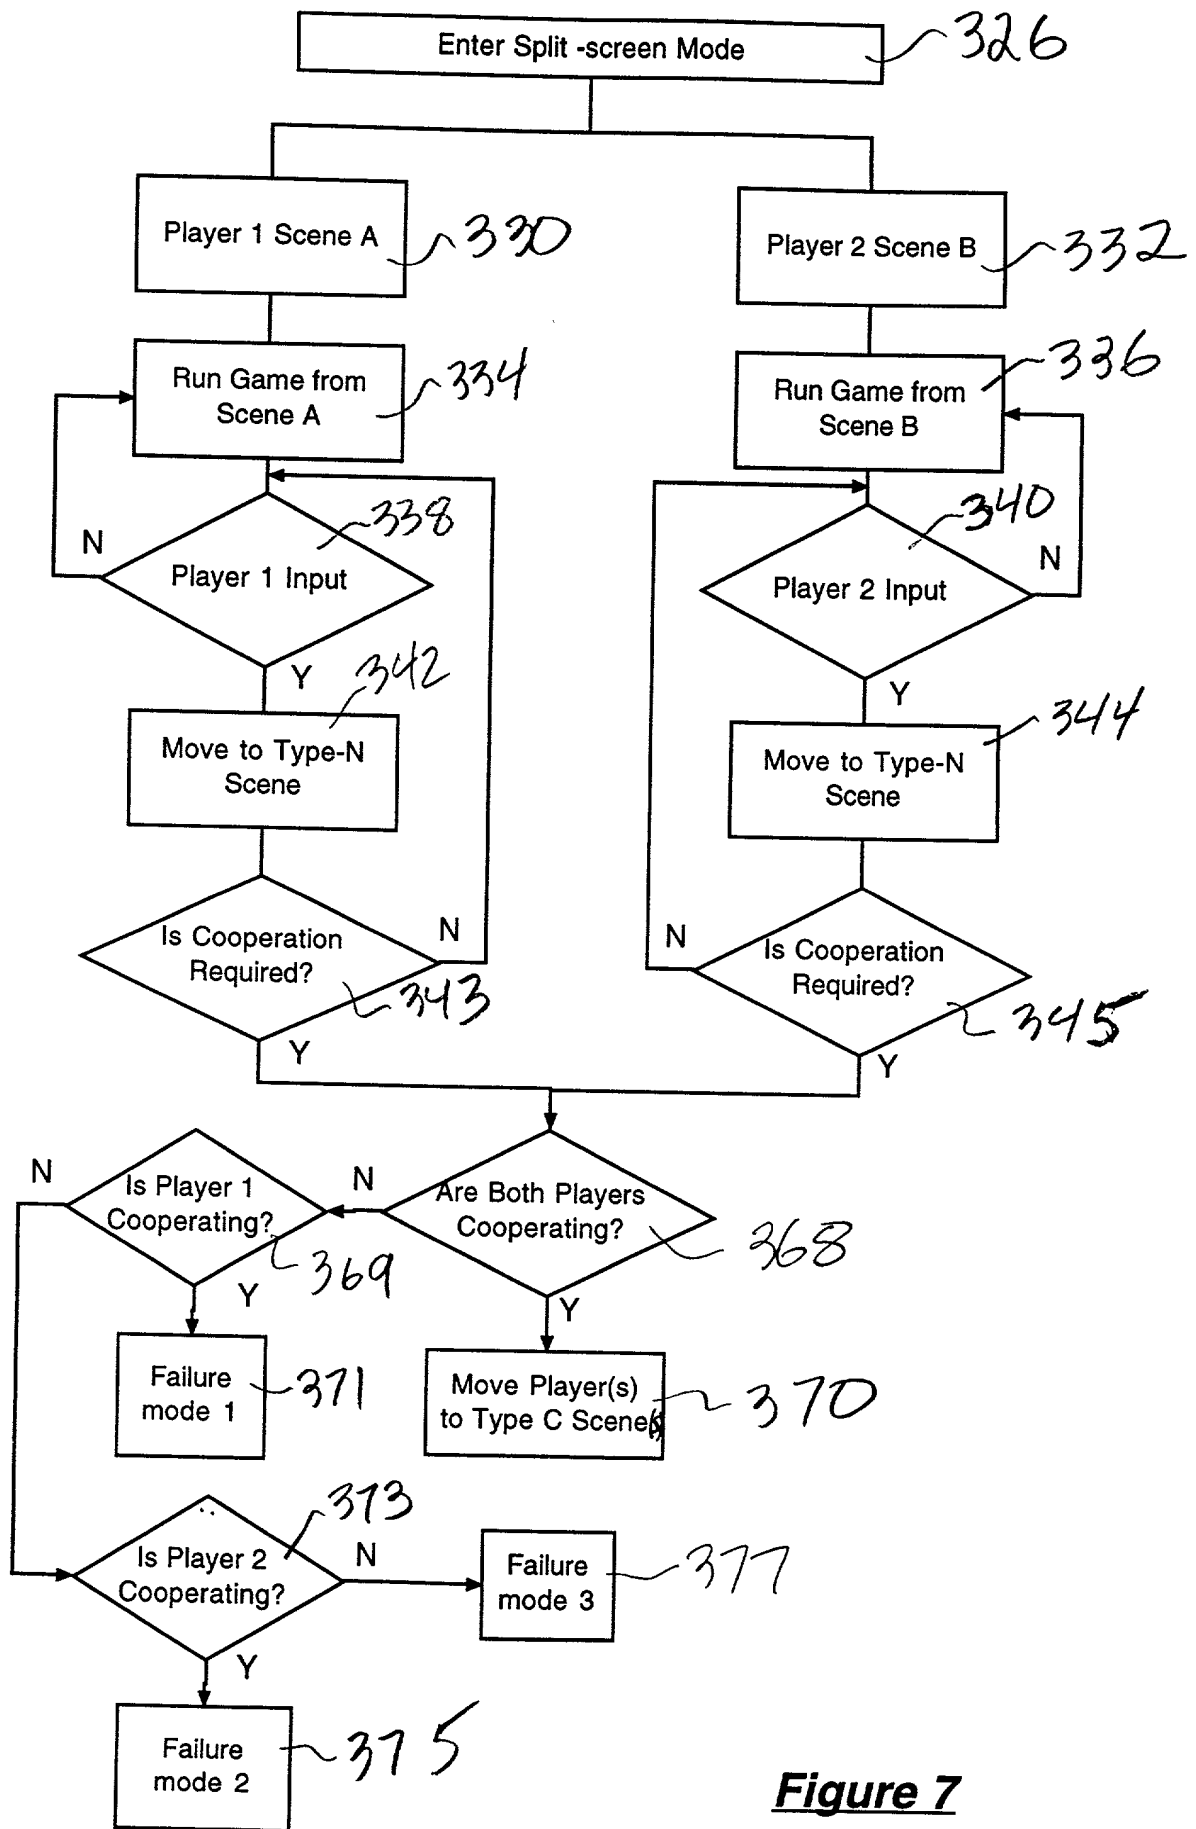 Enter Split -screen Mode
326
Player 1 Scene A
330
Player 2 Scene B
332
Run Game from
Scene A
334
Run Game from
Scene B
336
N
Player 1 Input
338
Y
Player 2 Input
340
N
Y
Move to Type-N
Scene
342
Move to Type-N
Scene
344
Is Cooperation
Required?
343
N
Y
N
Is Cooperation
Required?
345
Y
N
Is Player 1
Cooperating?
369
Y
N
Are Both Players
Cooperating?
368
Y
Failure
mode 1
371
Move Player(s)
to Type C Scene(s)
370
Is Player 2
Cooperating?
373
N
Y
Failure
mode 3
377
Failure
mode 2
375
Figure 7